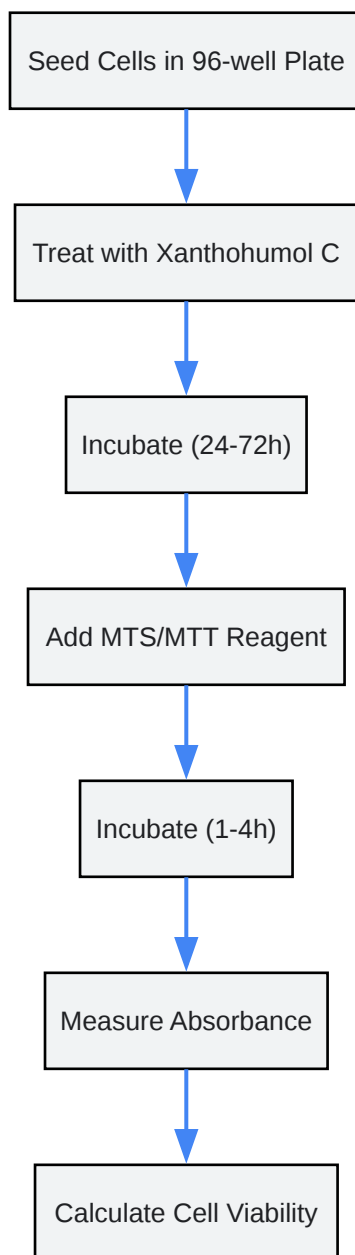 Seed Cells in 96-well Plate
Treat with Xanthohumol C
Incubate (24-72h)
Add MTS/MTT Reagent
Incubate (1-4h)
Measure Absorbance
Calculate Cell Viability